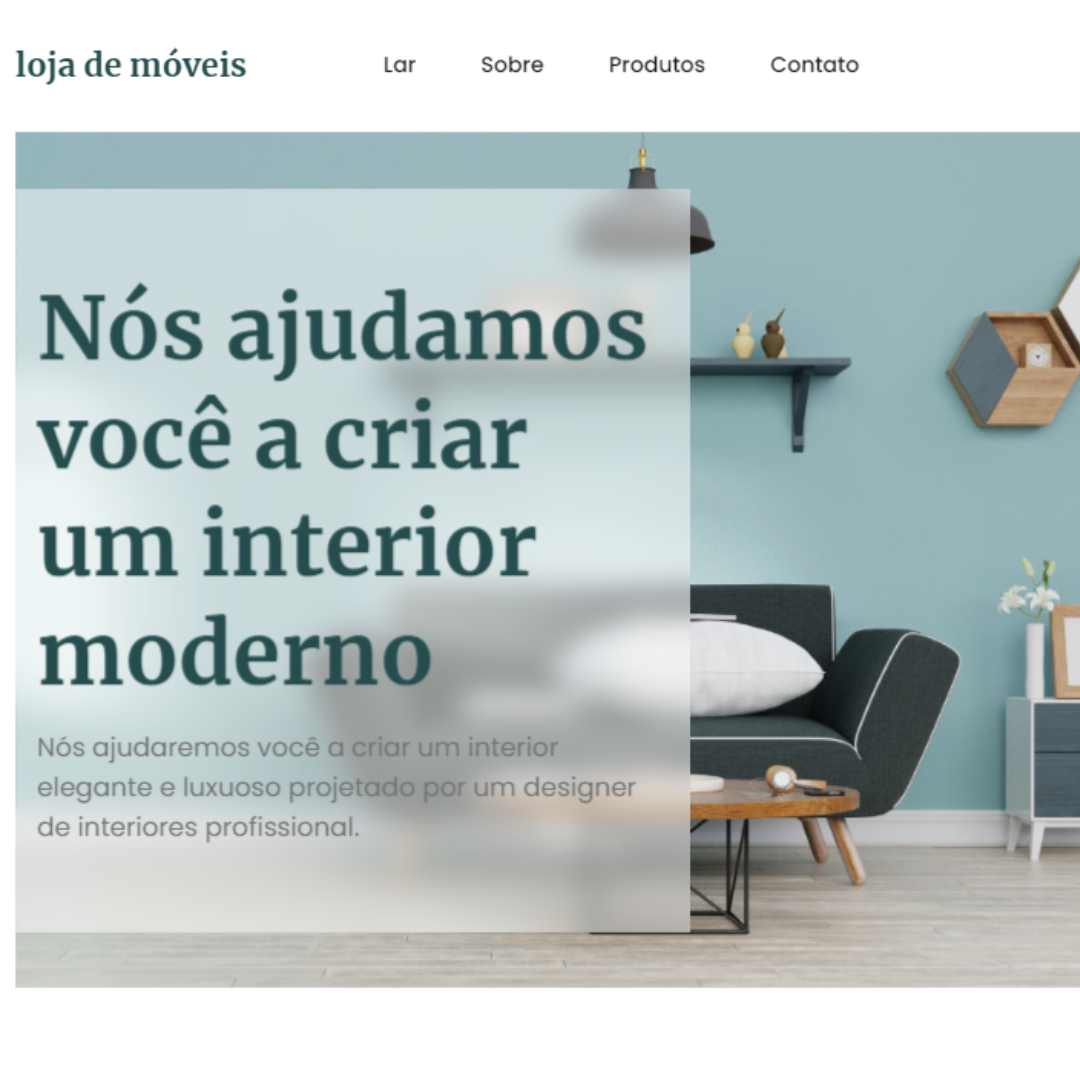 loja de móveis
Lar Sobre Produtos Contato
Nós ajudamos
você a criar
um interior
moderno
Nós ajudaremos você a criar um interior
elegante e luxuoso projetado por um designer
de interiores profissional.